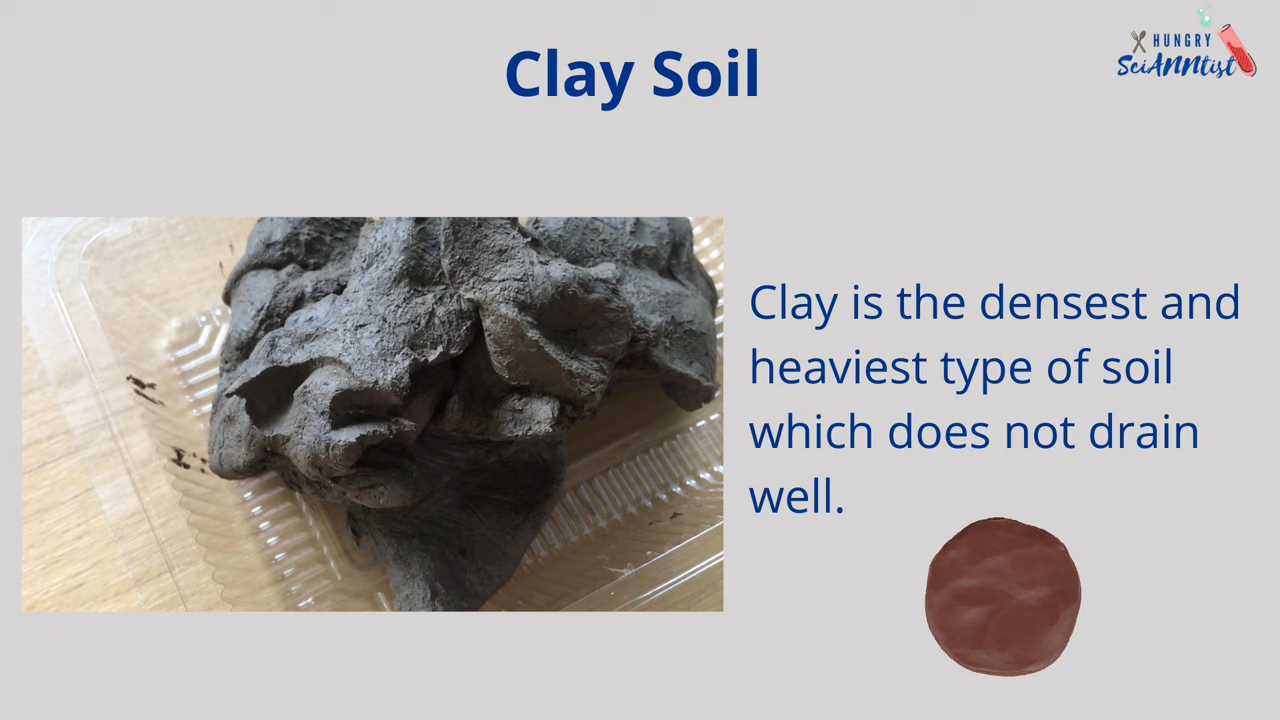 HUNGRY
SciANNtist
Clay Soil
Clay is the densest and
heaviest type of soil
which does not drain
well.